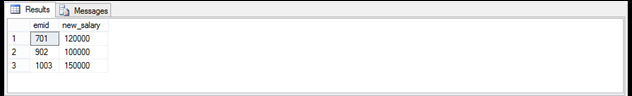 Results Messages
emid new_salary
1 701 120000
2 902 100000
3 1003 150000